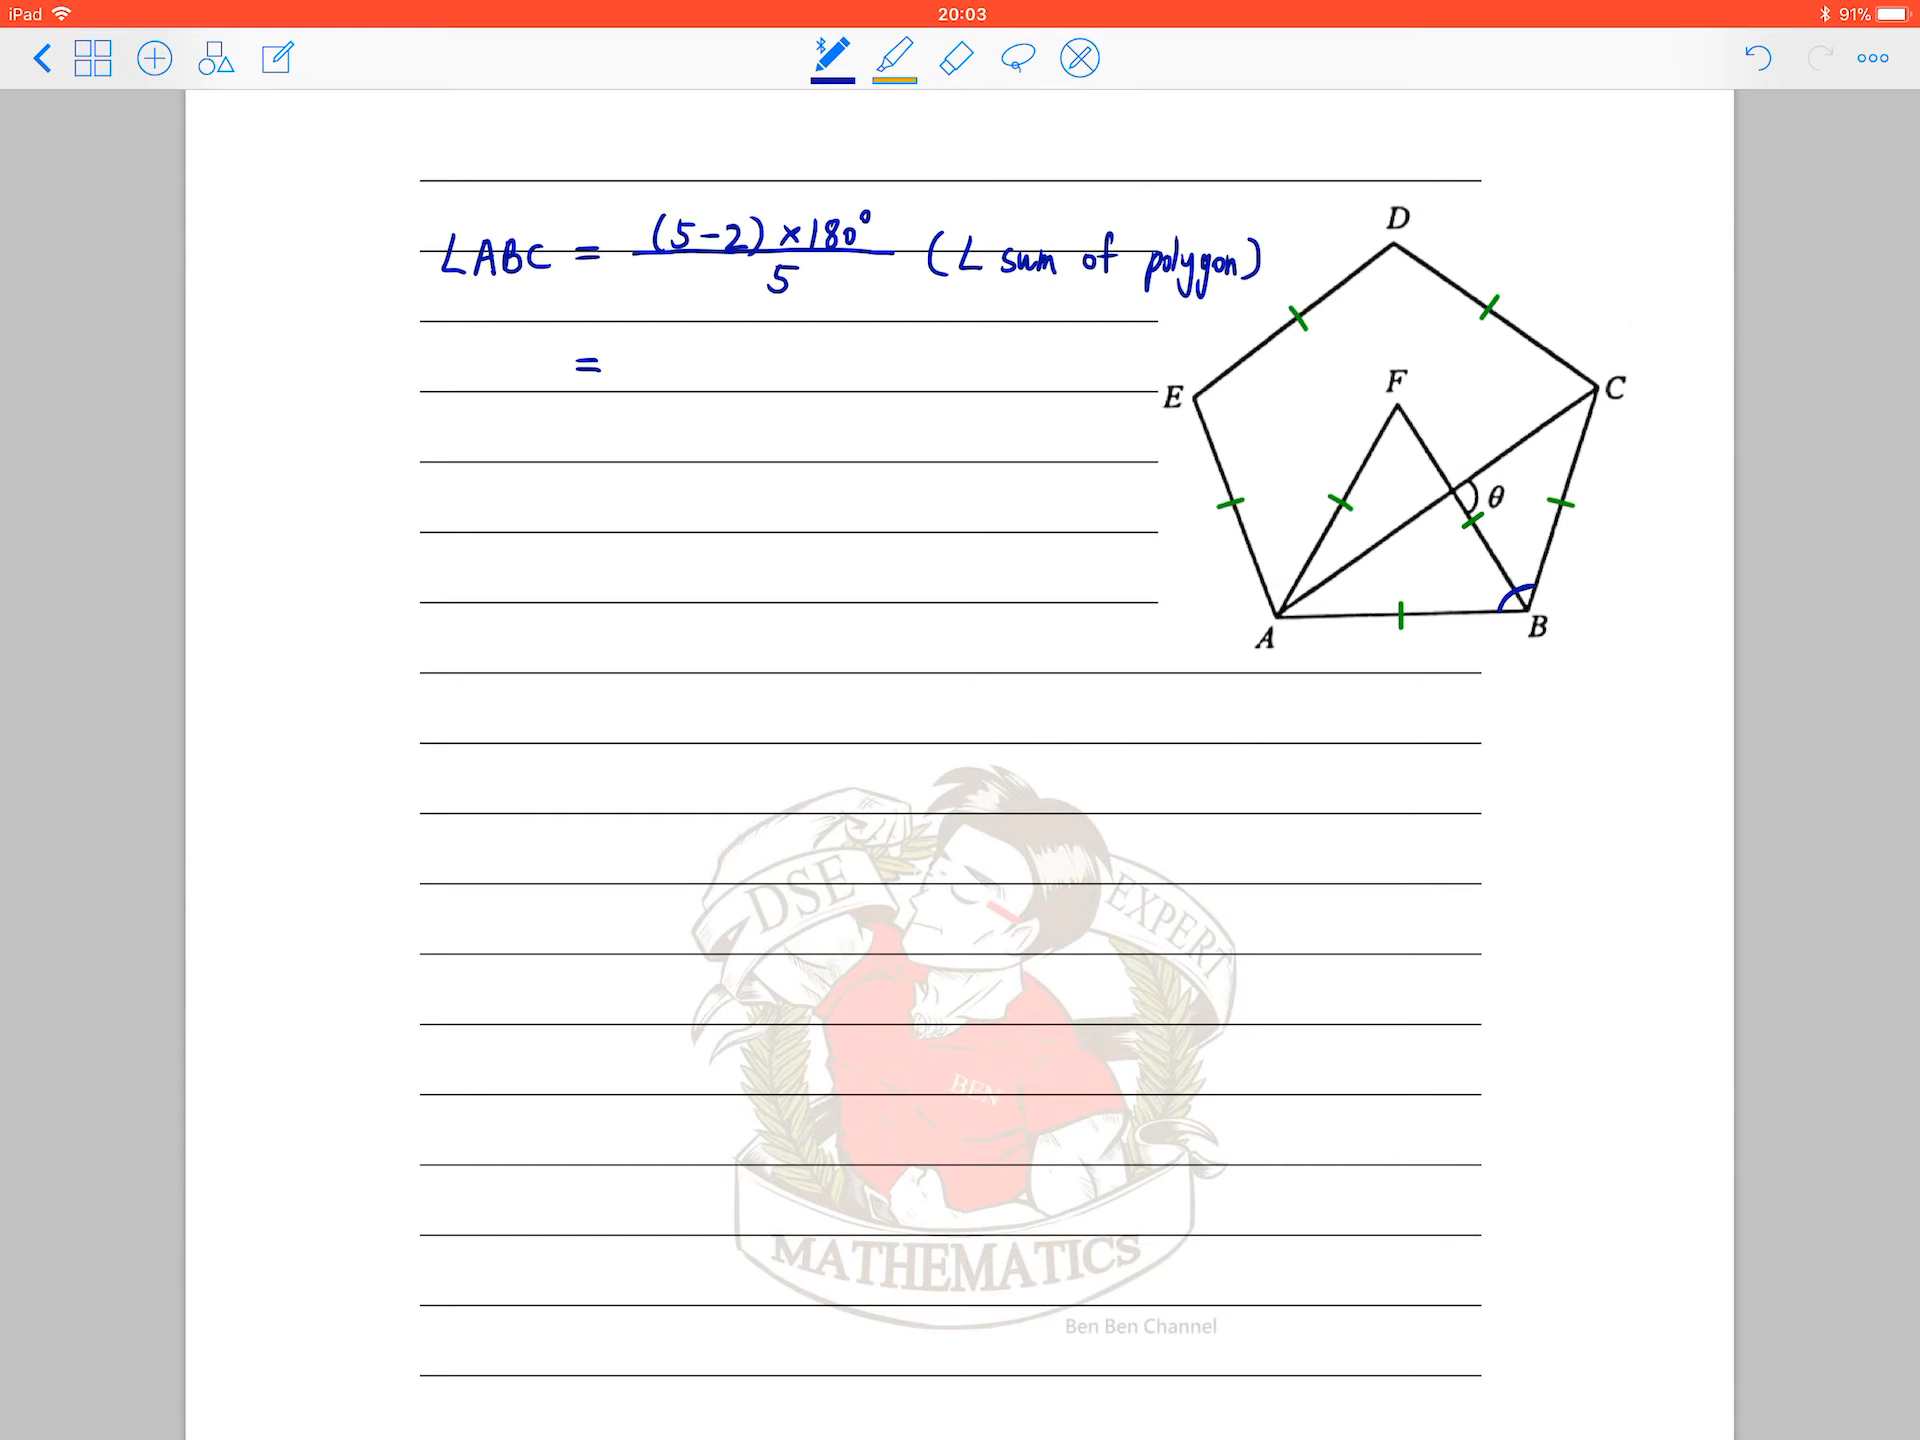 iPad 20:03 91%
∠ABC = (5-2)×180° / 5 (∠ sum of polygon)
=
D
E
F
C
θ
A
B
DSE EXPERT
BEN
MATHEMATICS
Ben Ben Channel